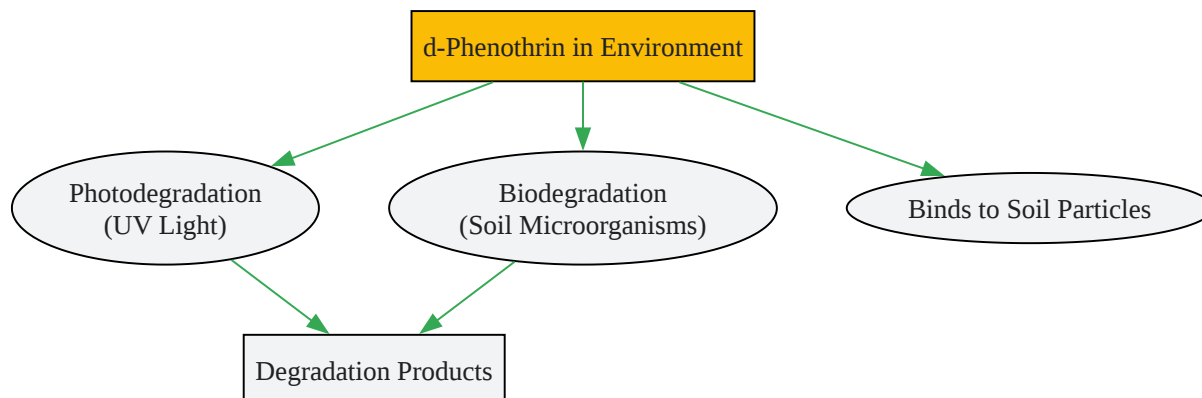 d-Phenothrin in Environment
Photodegradation
(UV Light)
Biodegradation
(Soil Microorganisms)
Binds to Soil Particles
Degradation Products